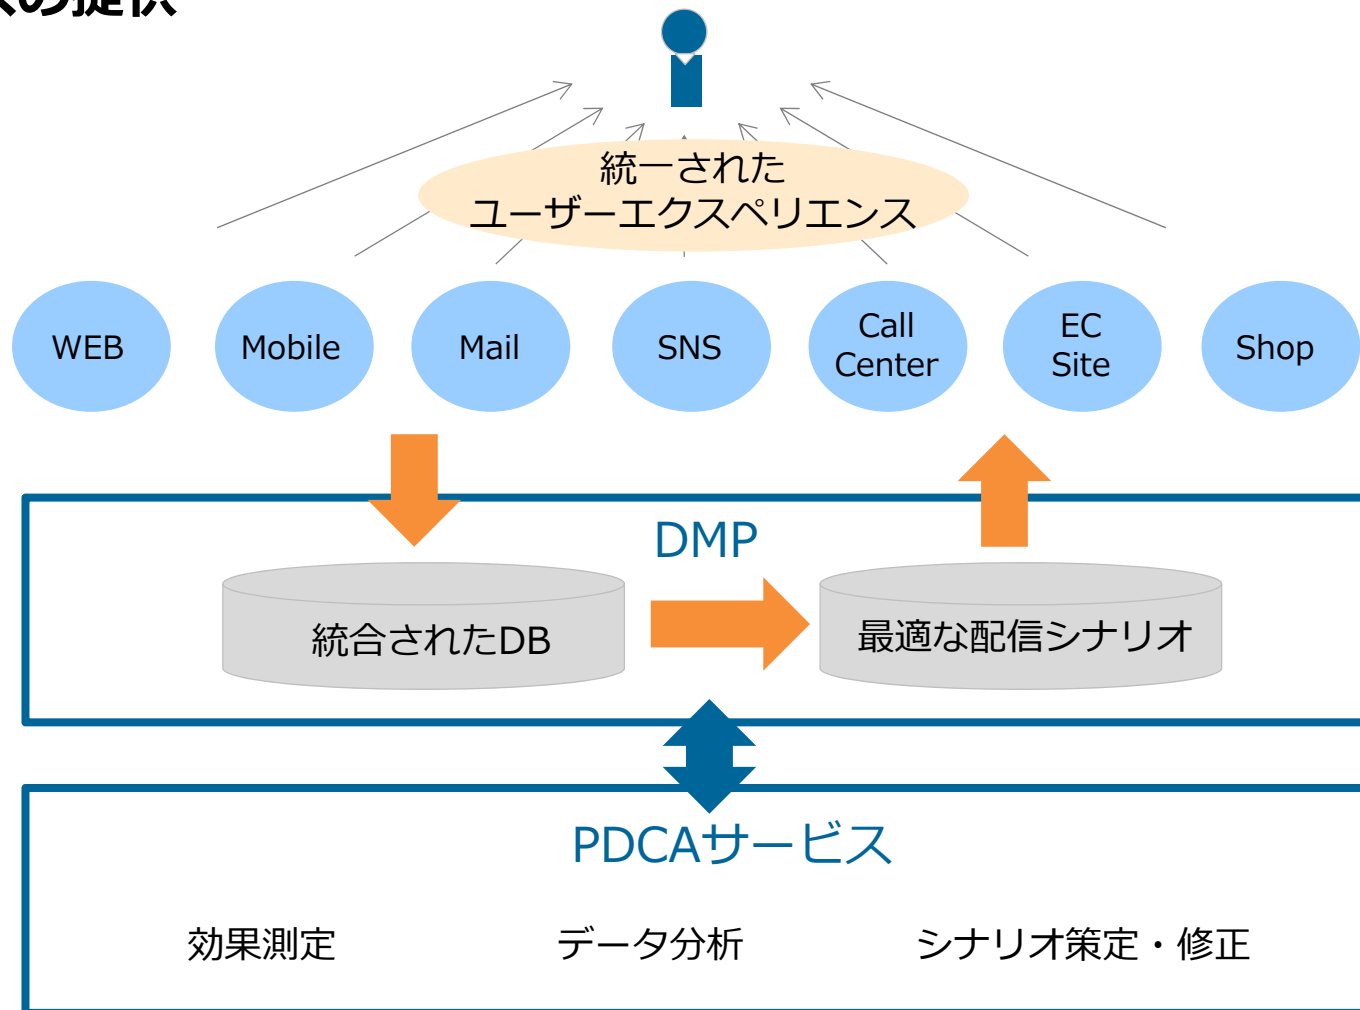 の提供
統一された
ユーザーエクスペリエンス
WEB
Mobile
Mail
SNS
Call
Center
EC
Site
Shop
DMP
統合されたDB
最適な配信シナリオ
PDCAサービス
効果測定
データ分析
シナリオ策定・修正